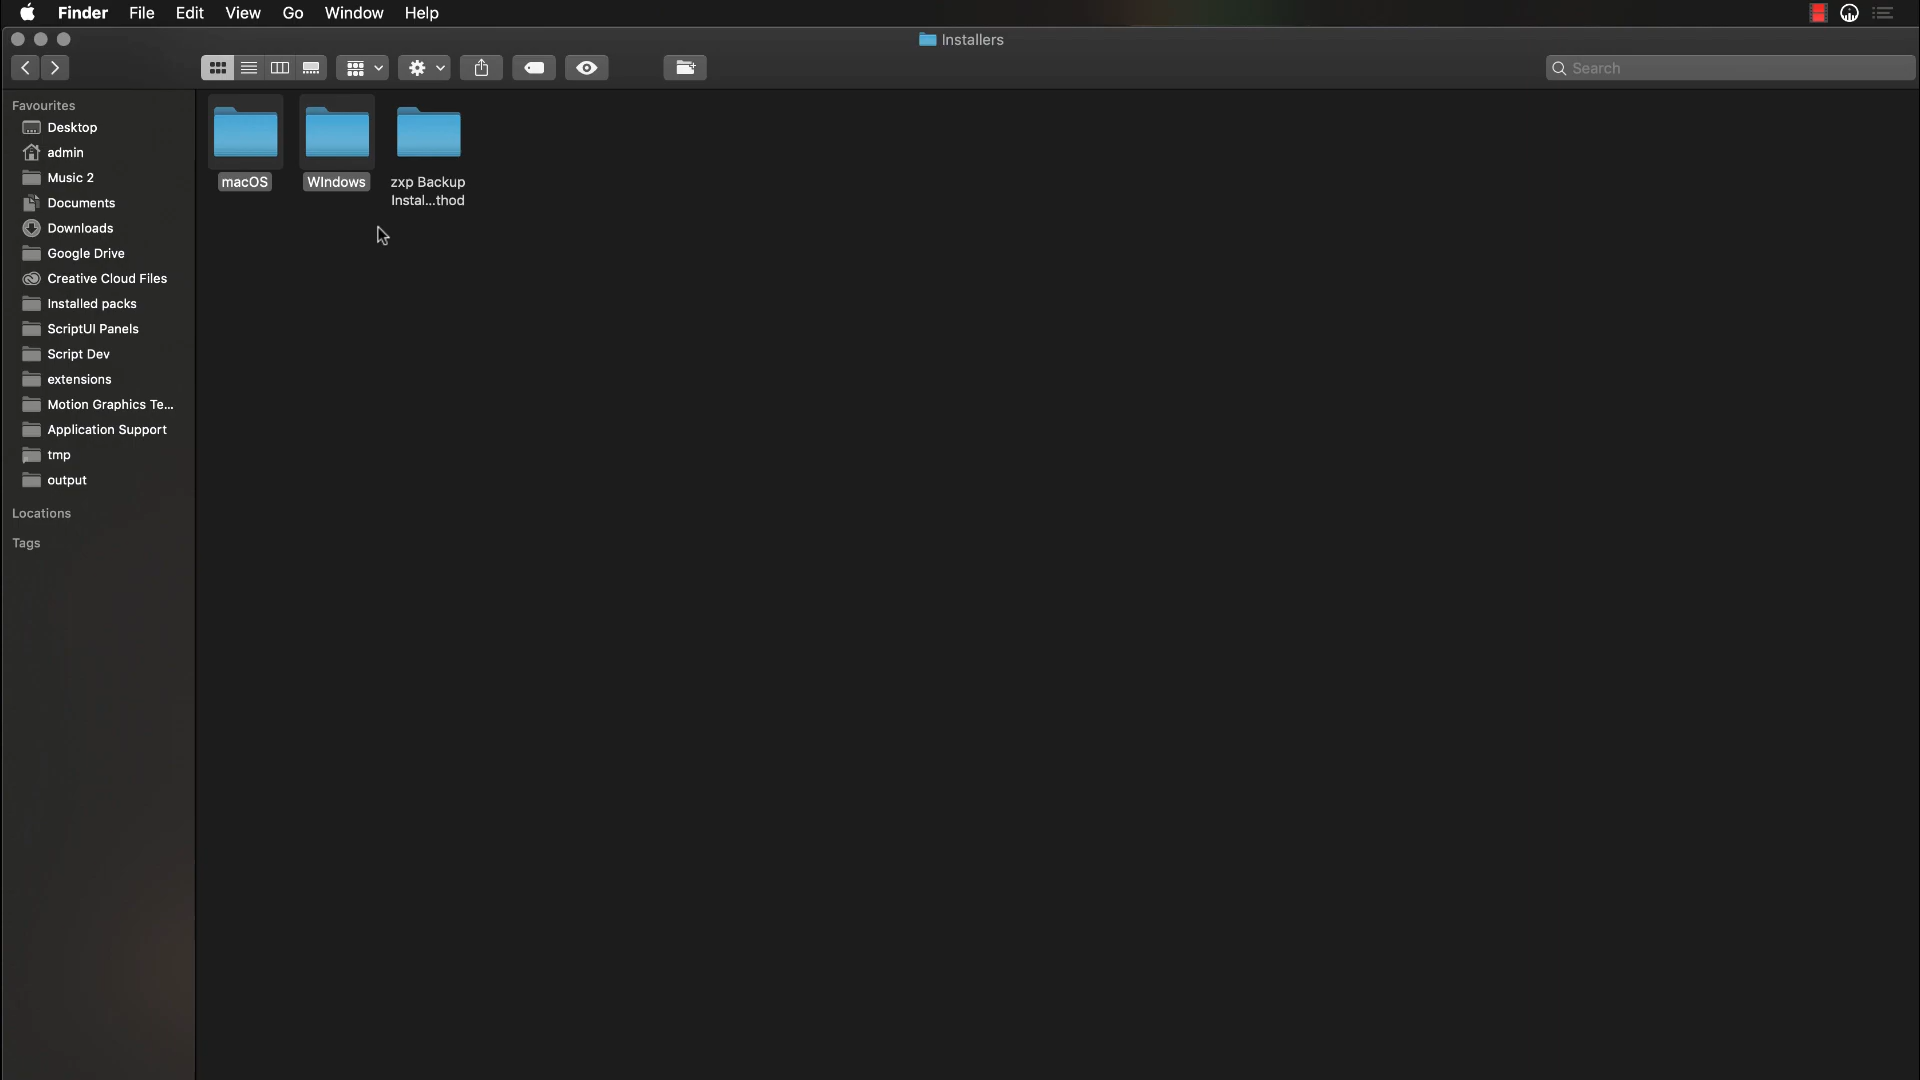 Finder File Edit View Go Window Help
Installers
Search
Favourites
Desktop
admin
Music 2
Documents
Downloads
Google Drive
Creative Cloud Files
Installed packs
ScriptUI Panels
Script Dev
extensions
Motion Graphics Te...
Application Support
tmp
output
Locations
Tags
macOS
WIndows
zxp Backup
Instal...thod